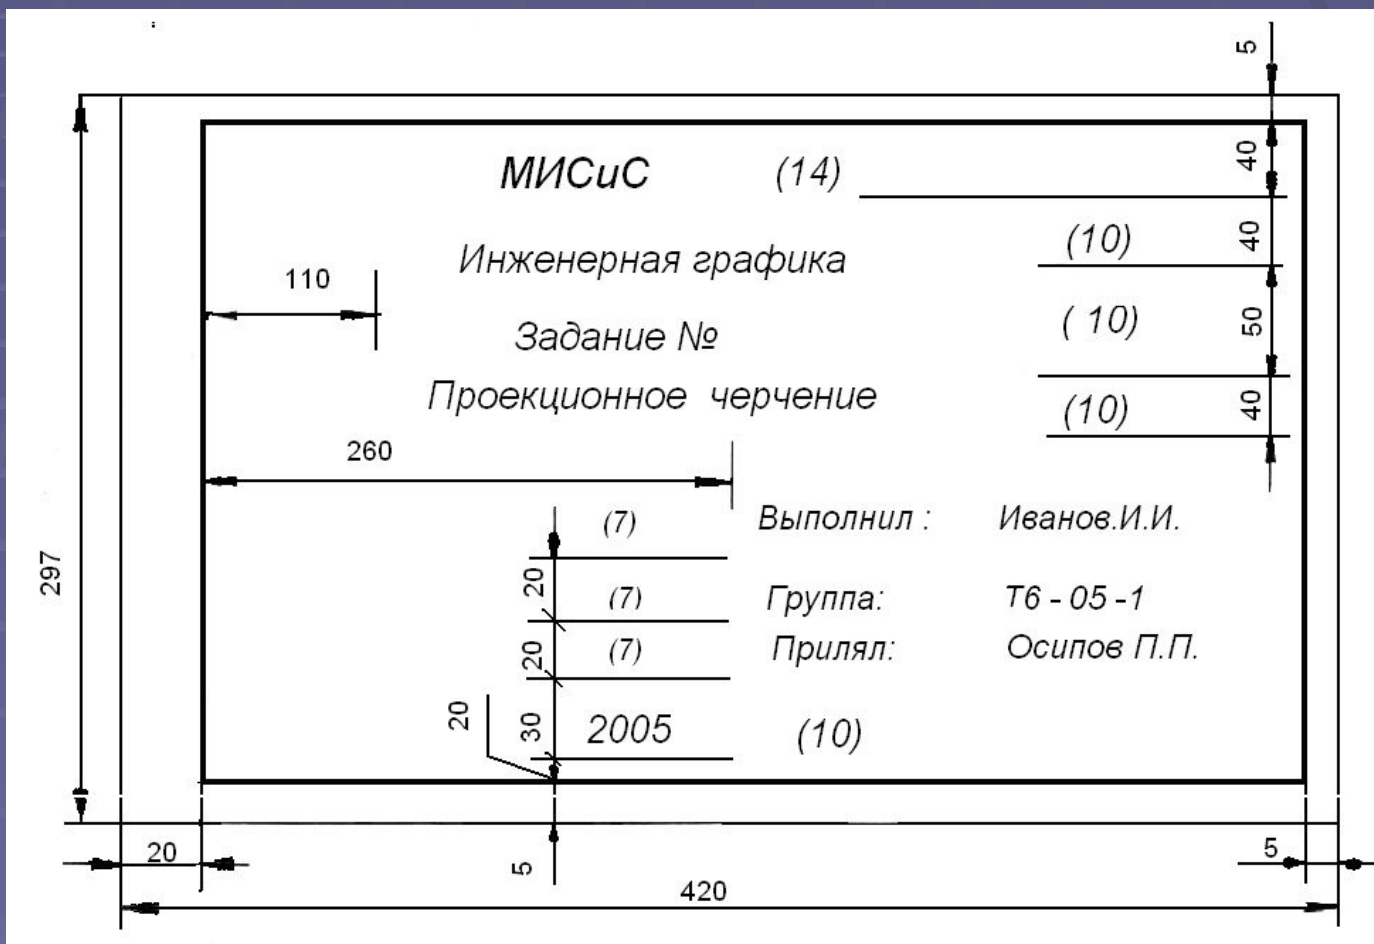 5
МИСиС (14) 40
Инженерная графика (10) 40
110
Задание № ( 10) 50
Проекционное черчение (10) 40
260
(7) Выполнил : Иванов.И.И.
297
20 (7) Группа: Т6 - 05 -1
20 (7) Прилял: Осипов П.П.
20 30 2005 (10)
20 5 5
420